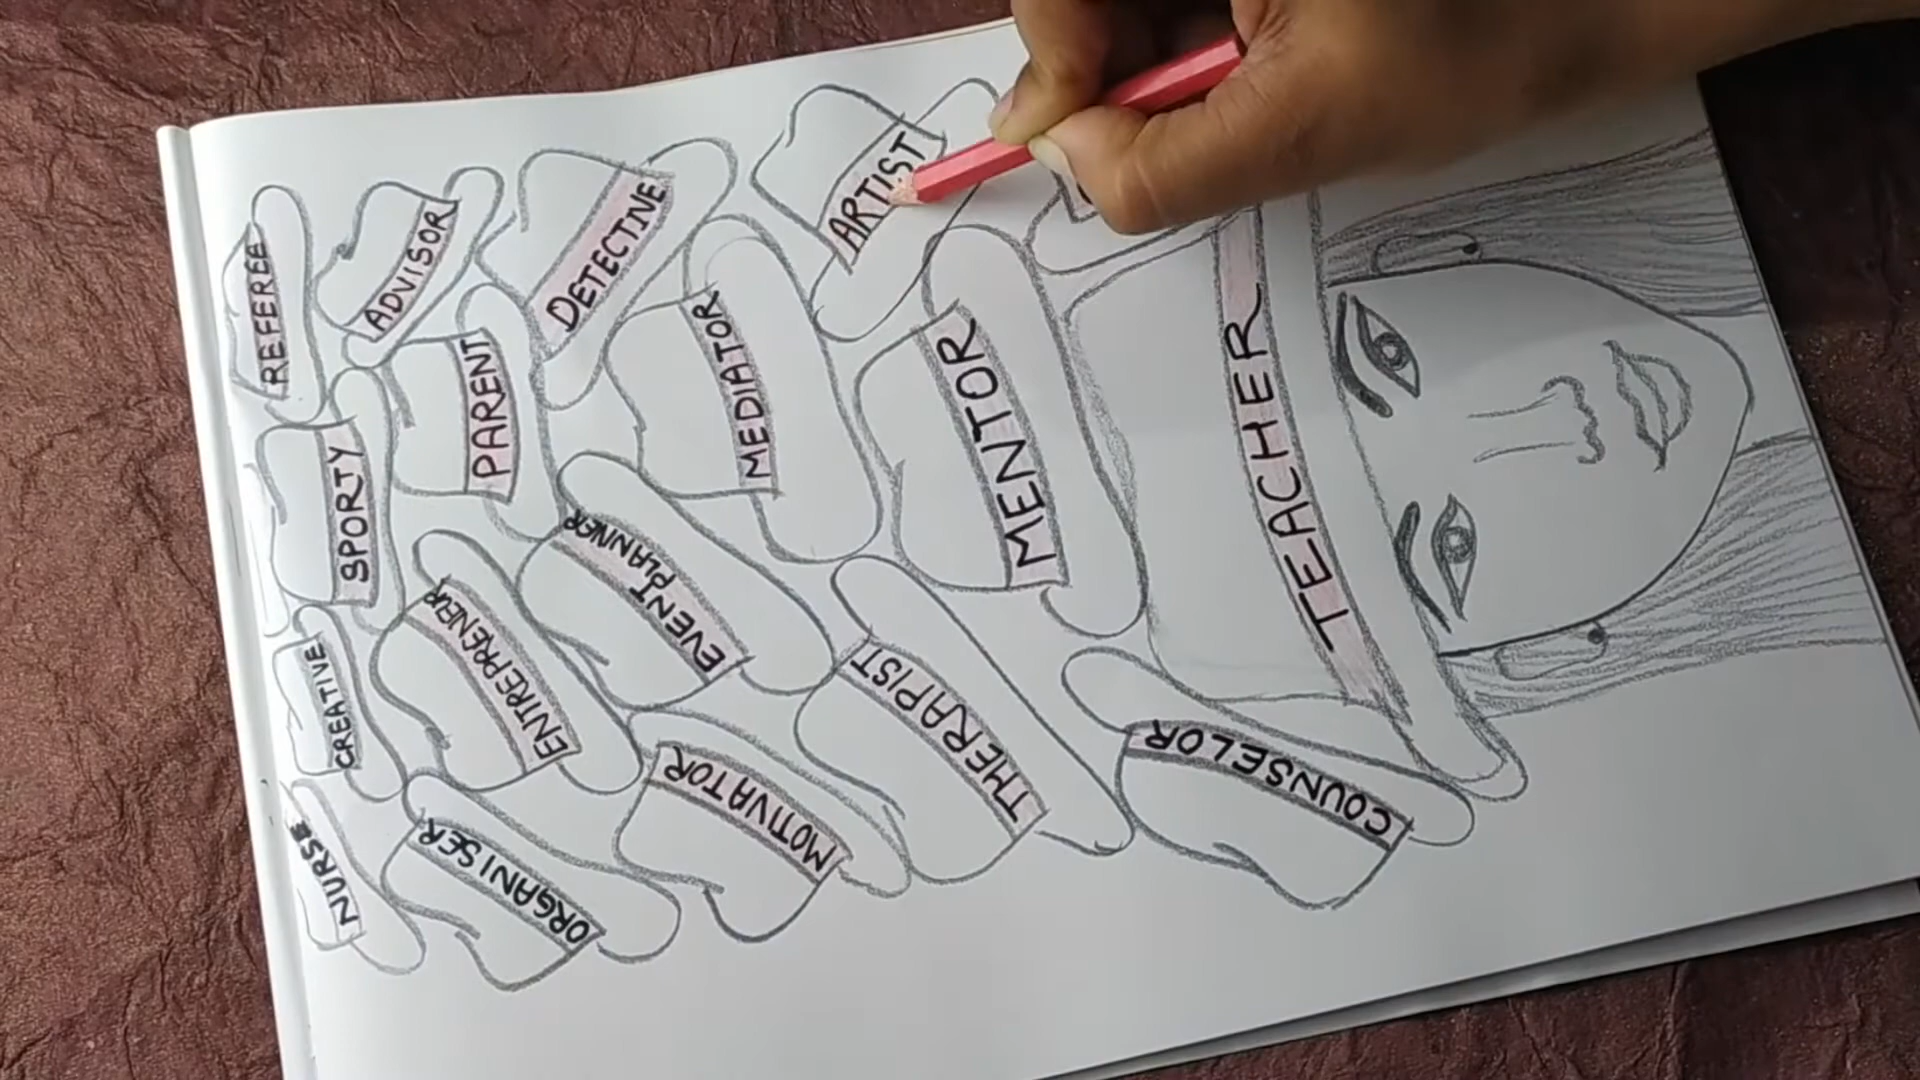 REFEREE
ADVISOR
DETECTIVE
ARTIST
PARENT
MEDIATOR
MENTOR
TEACHER
SPORTY
EVENT PLANNER
CREATIVE
ENTREPRENEUR
THERAPIST
COUNSELOR
MOTIVATOR
NURSE
ORGANISER